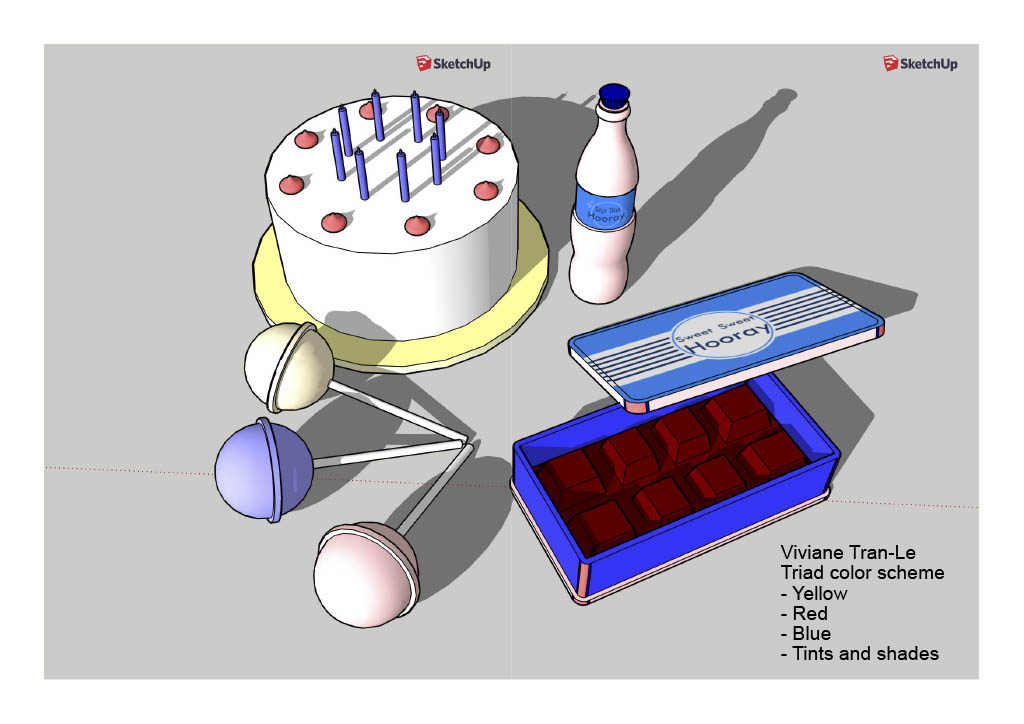 SketchUp
SketchUp
Sip Sip
Hooray
Sweet Sweet
Hooray
Viviane Tran-Le
Triad color scheme
- Yellow
- Red
- Blue
- Tints and shades